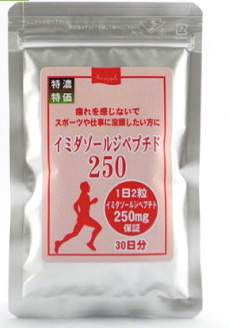 特濃
特価
疲れを感じないで
スポーツや仕事に没頭したい方に
イミダゾールジペプチド
250
1日2粒
イミダゾールジペプチド
250mg
保証
30日分